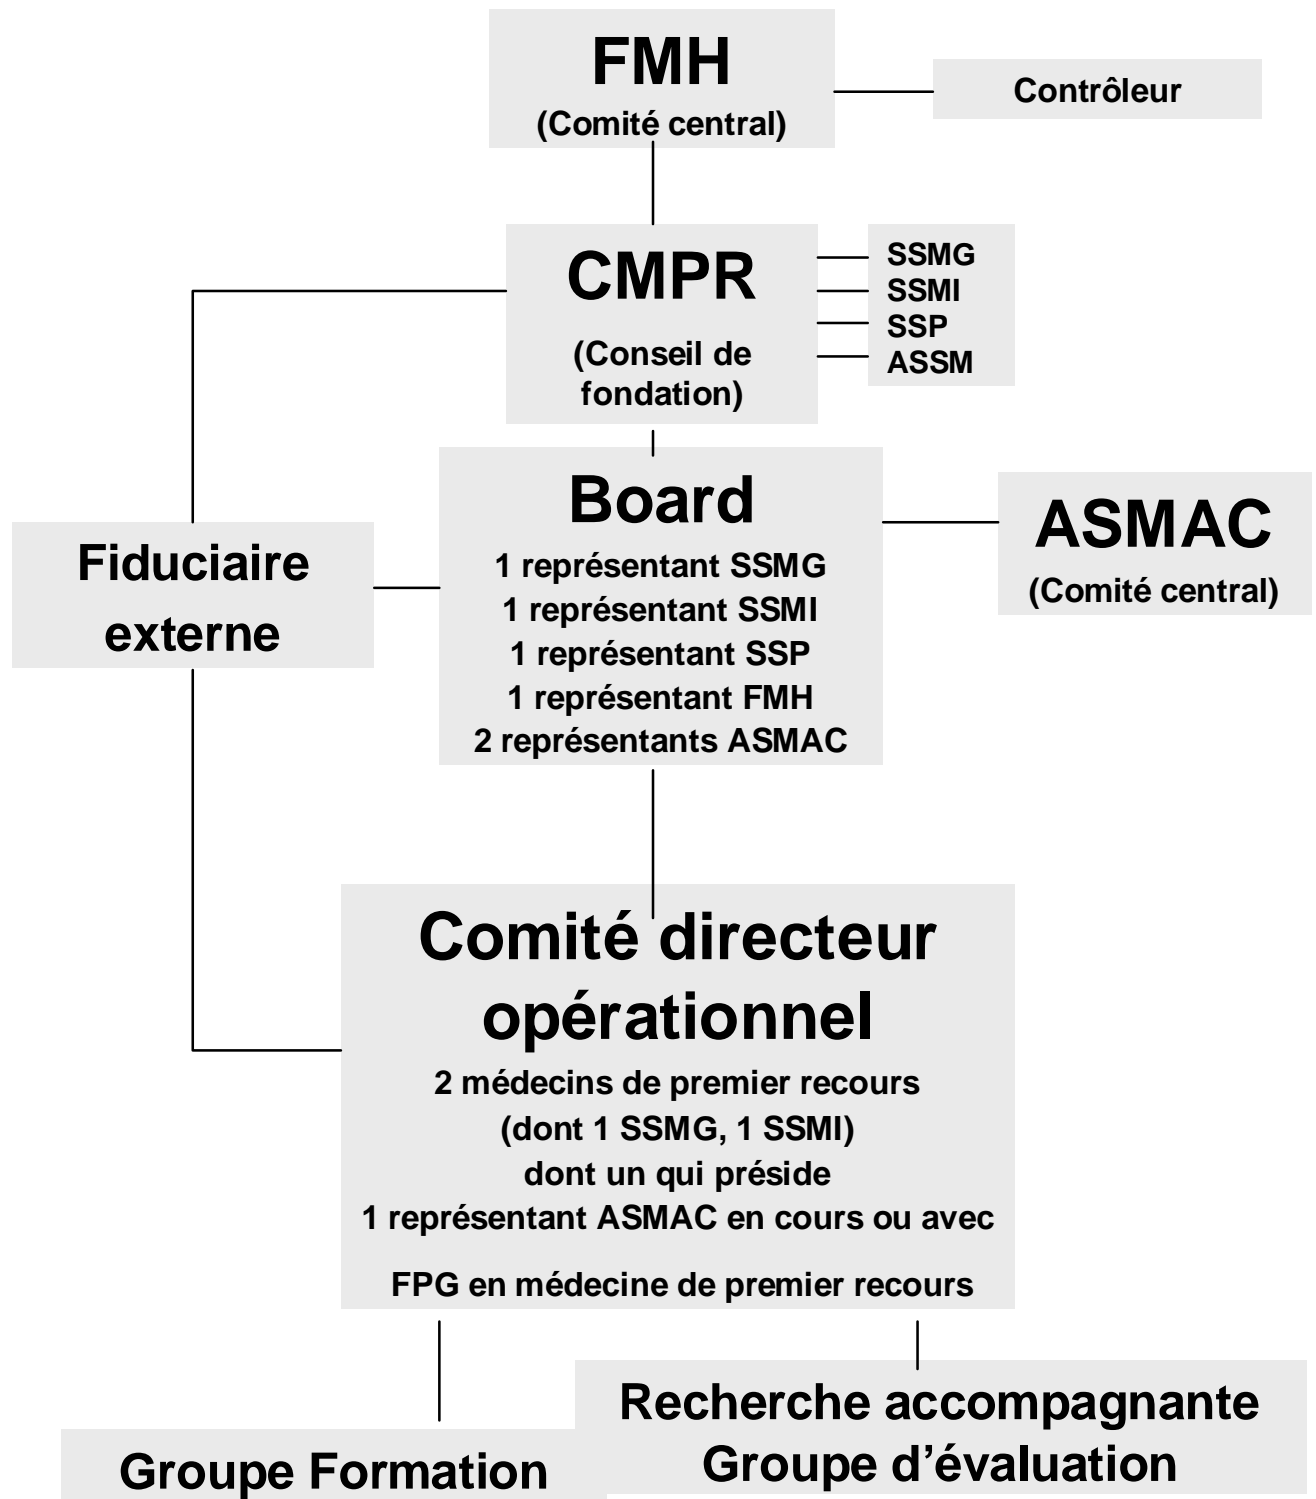 FMH
(Comité central)
Contrôleur
CMPR
(Conseil de
fondation)
SSMG
SSMI
SSP
ASSM
Board
1 représentant SSMG
1 représentant SSMI
1 représentant SSP
1 représentant FMH
2 représentants ASMAC
ASMAC
(Comité central)
Fiduciaire
externe
Comité directeur
opérationnel
2 médecins de premier recours
(dont 1 SSMG, 1 SSMI)
dont un qui préside
1 représentant ASMAC en cours ou avec
FPG en médecine de premier recours
Groupe Formation
Recherche accompagnante
Groupe d’évaluation